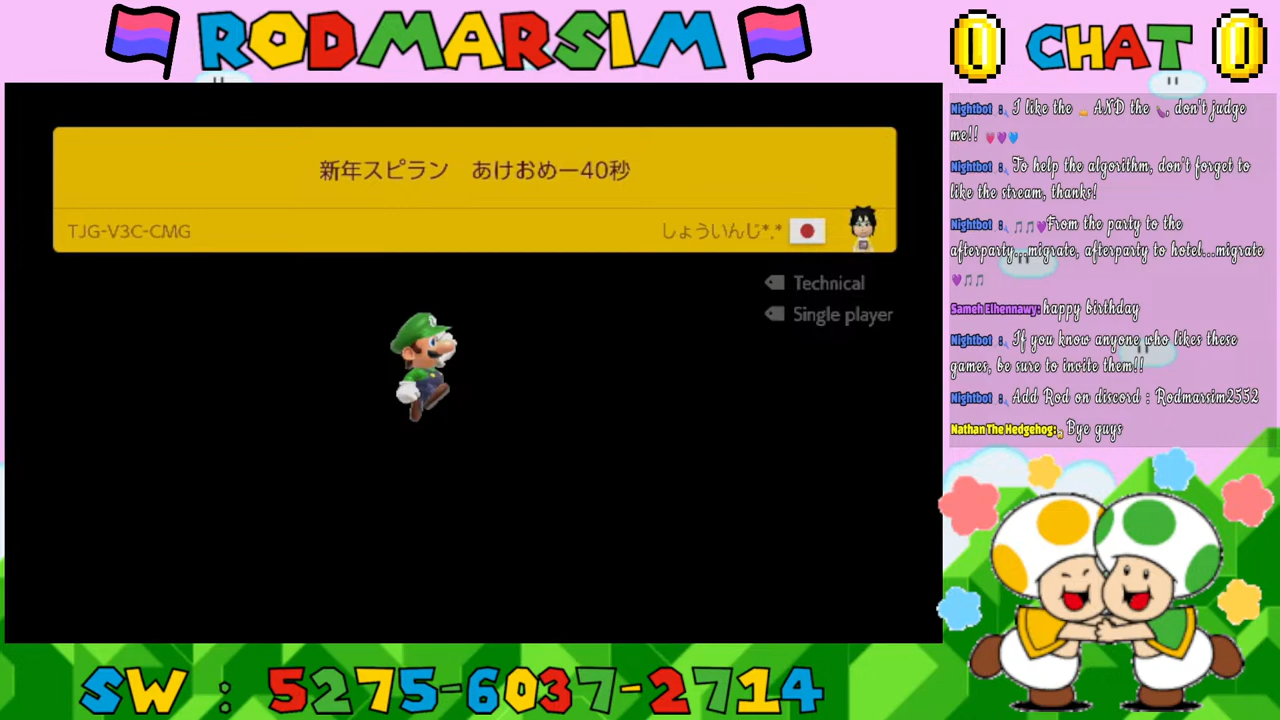 RODMARSIM
CHAT
新年スピラン　あけおめー40秒
TJG-V3C-CMG
しょういんじ*.*
Technical
Single player
Nightbot : I like the AND the , don't judge
me!!
Nightbot : To help the algorithm, don't forget to
like the stream, thanks!
Nightbot : From the party to the
afterparty...migrate, afterparty to hotel...migrate
Sameh Elhennawy: happy birthday
Nightbot : If you know anyone who likes these
games, be sure to invite them!!
Nightbot : Add Rod on discord : Rodmarsim2552
Nathan The Hedgehog: Bye guys
SW : 5275-6037-2714